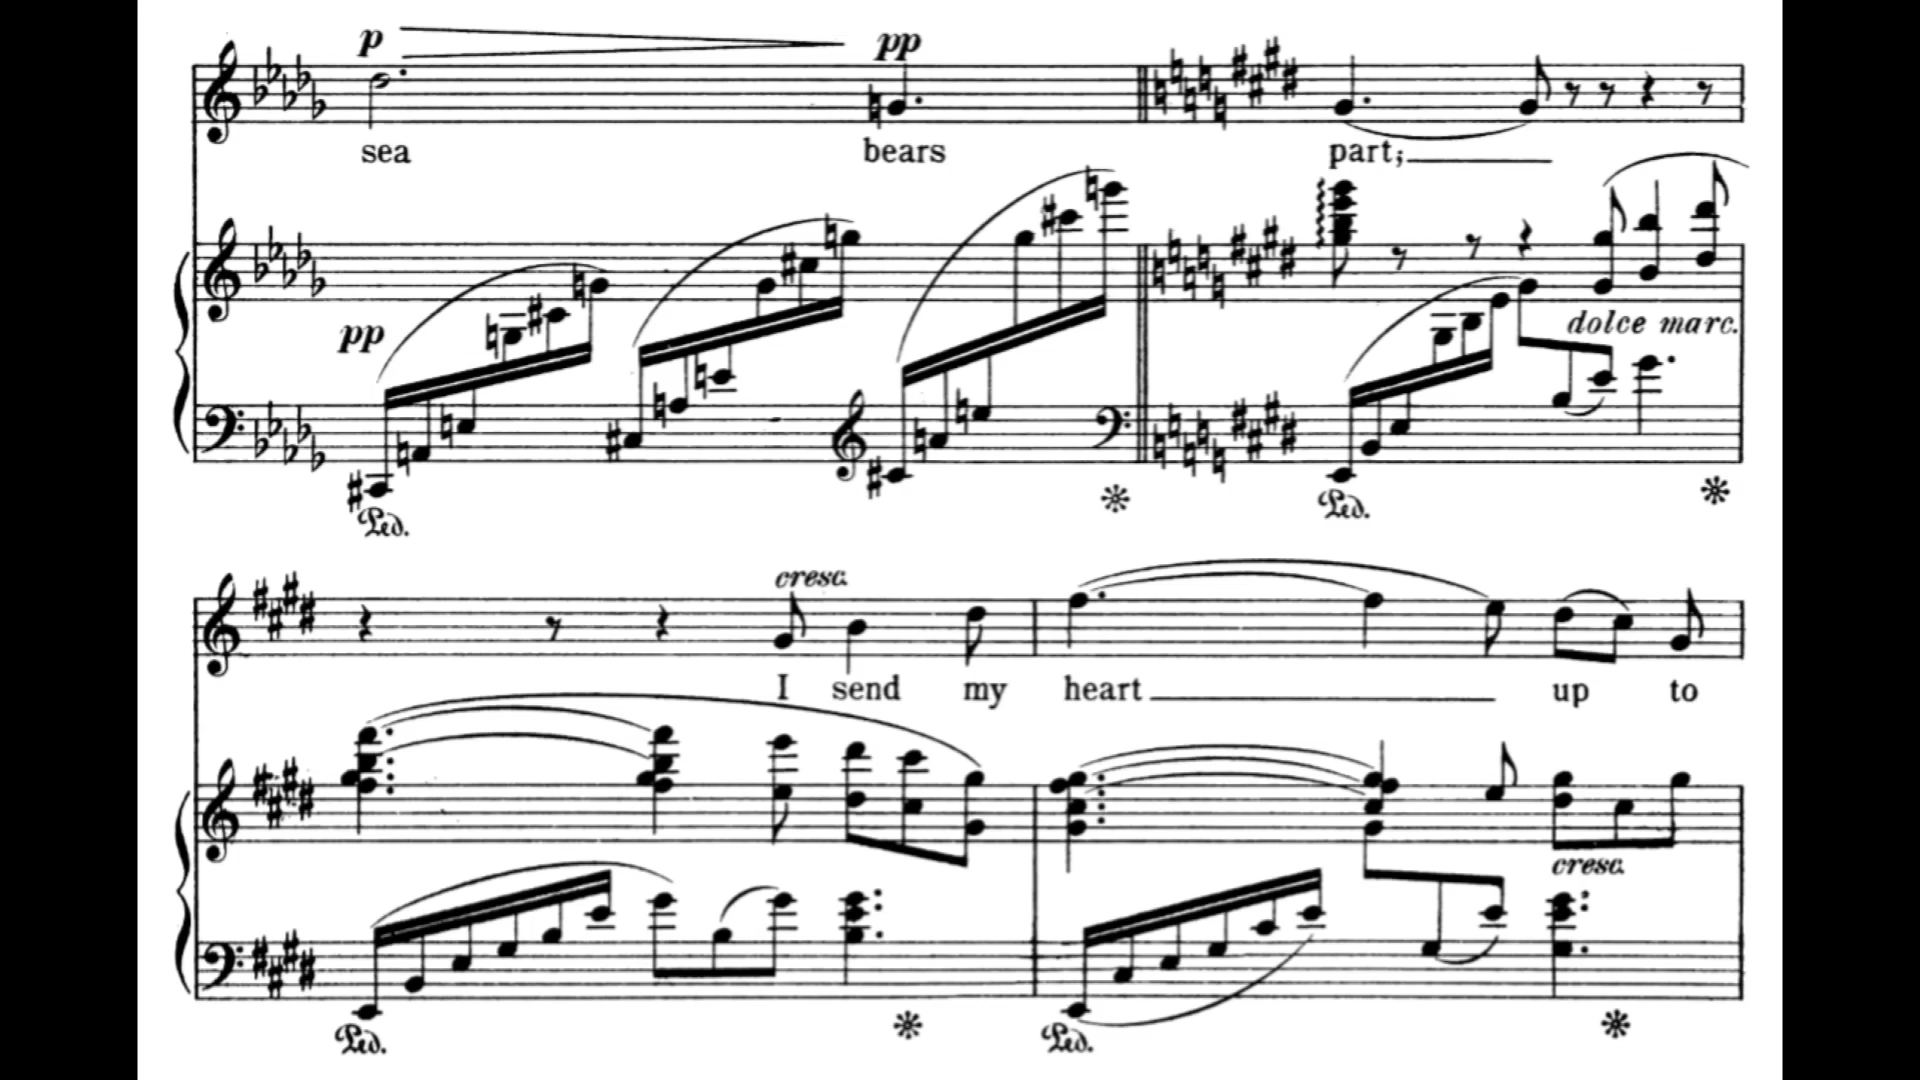 p pp
sea bears part;
pp
dolce marc.
Ped. Ped.
cresc.
I send my heart up to
cresc.
Ped. Ped.